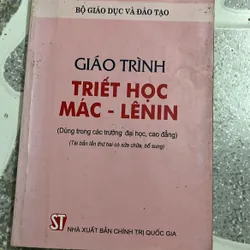 BỘ GIÁO DỤC VÀ ĐÀO TẠO
GIÁO TRÌNH
TRIẾT HỌC
MÁC - LÊNIN
(Dùng trong các trường đại học, cao đẳng)
(Tái bản lần thứ hai có sửa chữa, bổ sung)
ST NHÀ XUẤT BẢN CHÍNH TRỊ QUỐC GIA